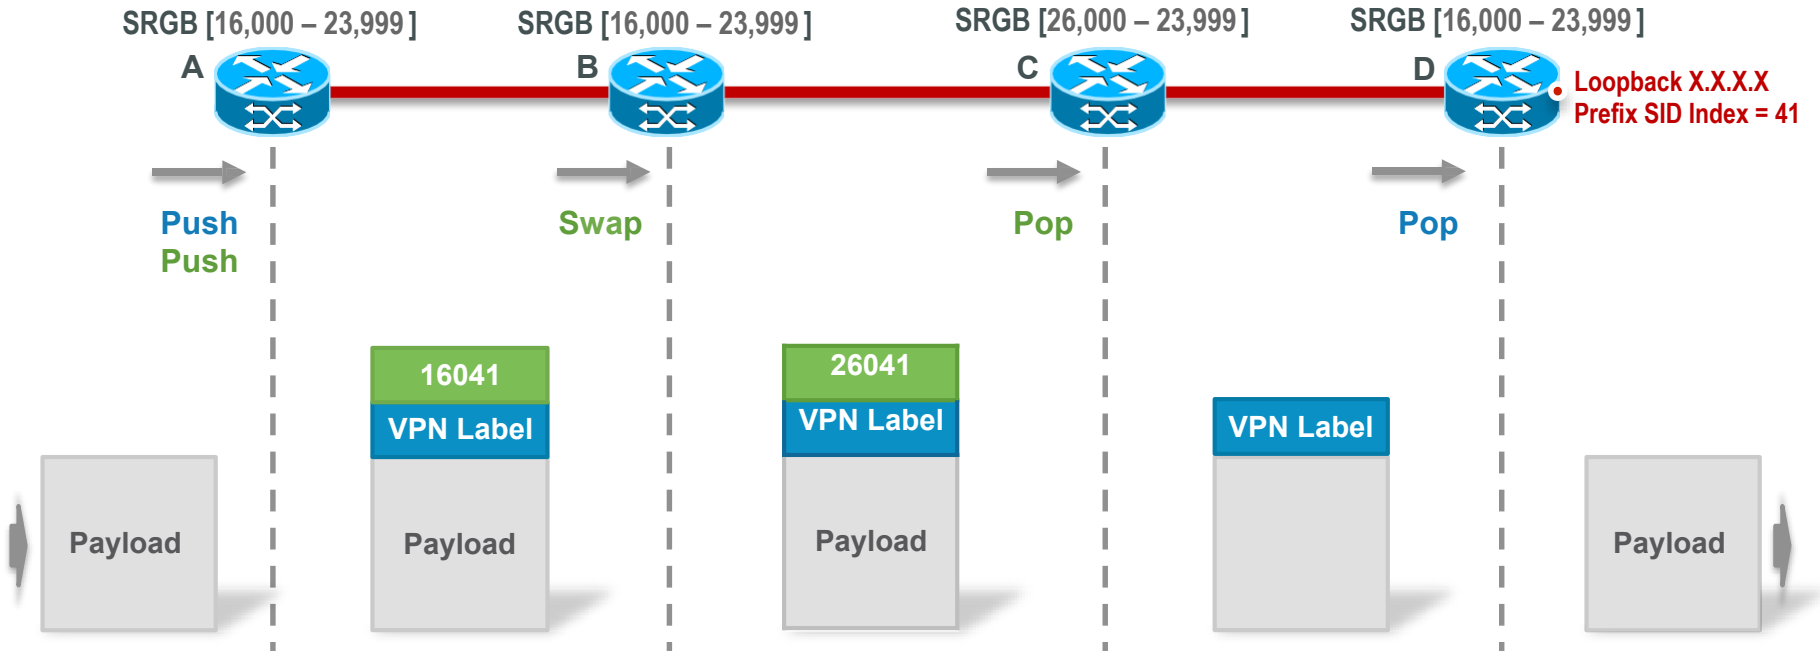 SRGB [16,000 – 23,999 ]
SRGB [16,000 – 23,999 ]
SRGB [26,000 – 23,999 ]
SRGB [16,000 – 23,999 ]
A
B
C
D
Loopback X.X.X.X
Prefix SID Index = 41
Push
Push
Swap
Pop
Pop
16041
VPN Label
Payload
26041
VPN Label
Payload
VPN Label
Payload
Payload